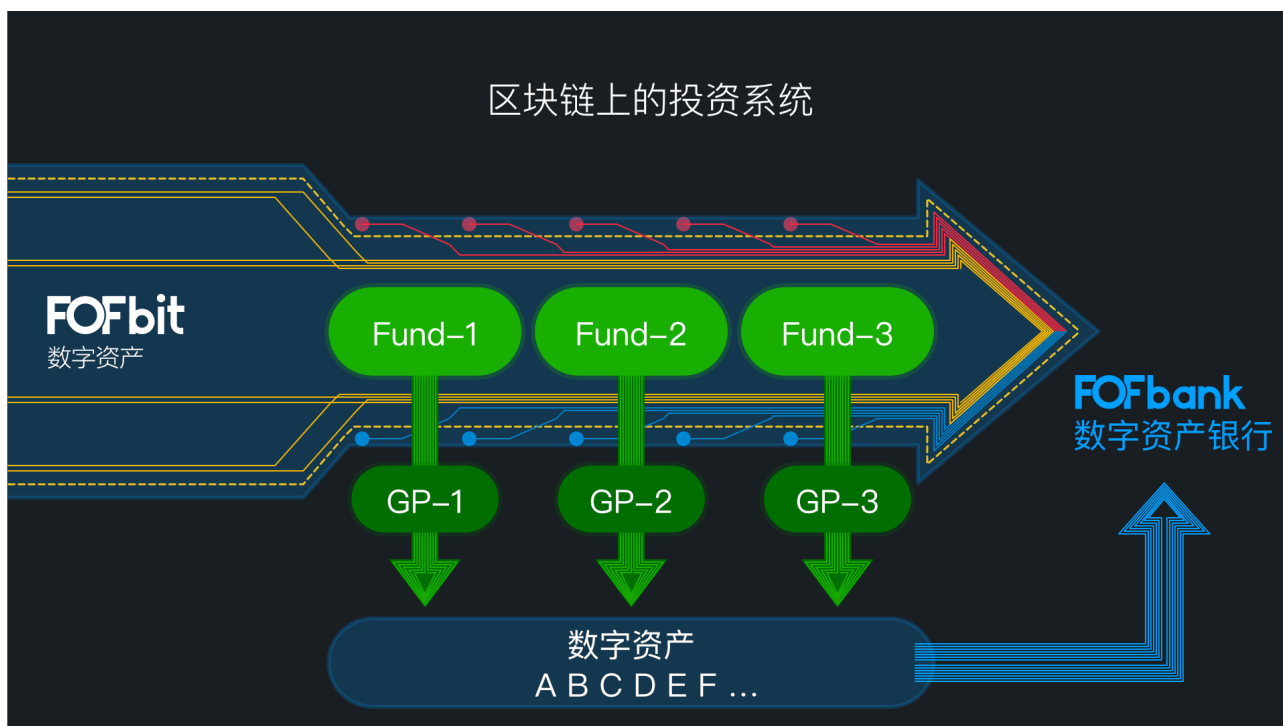 区块链上的投资系统
FOFbit
数字资产
Fund-1
Fund-2
Fund-3
FOFbank
数字资产银行
GP-1
GP-2
GP-3
数字资产
A B C D E F ...